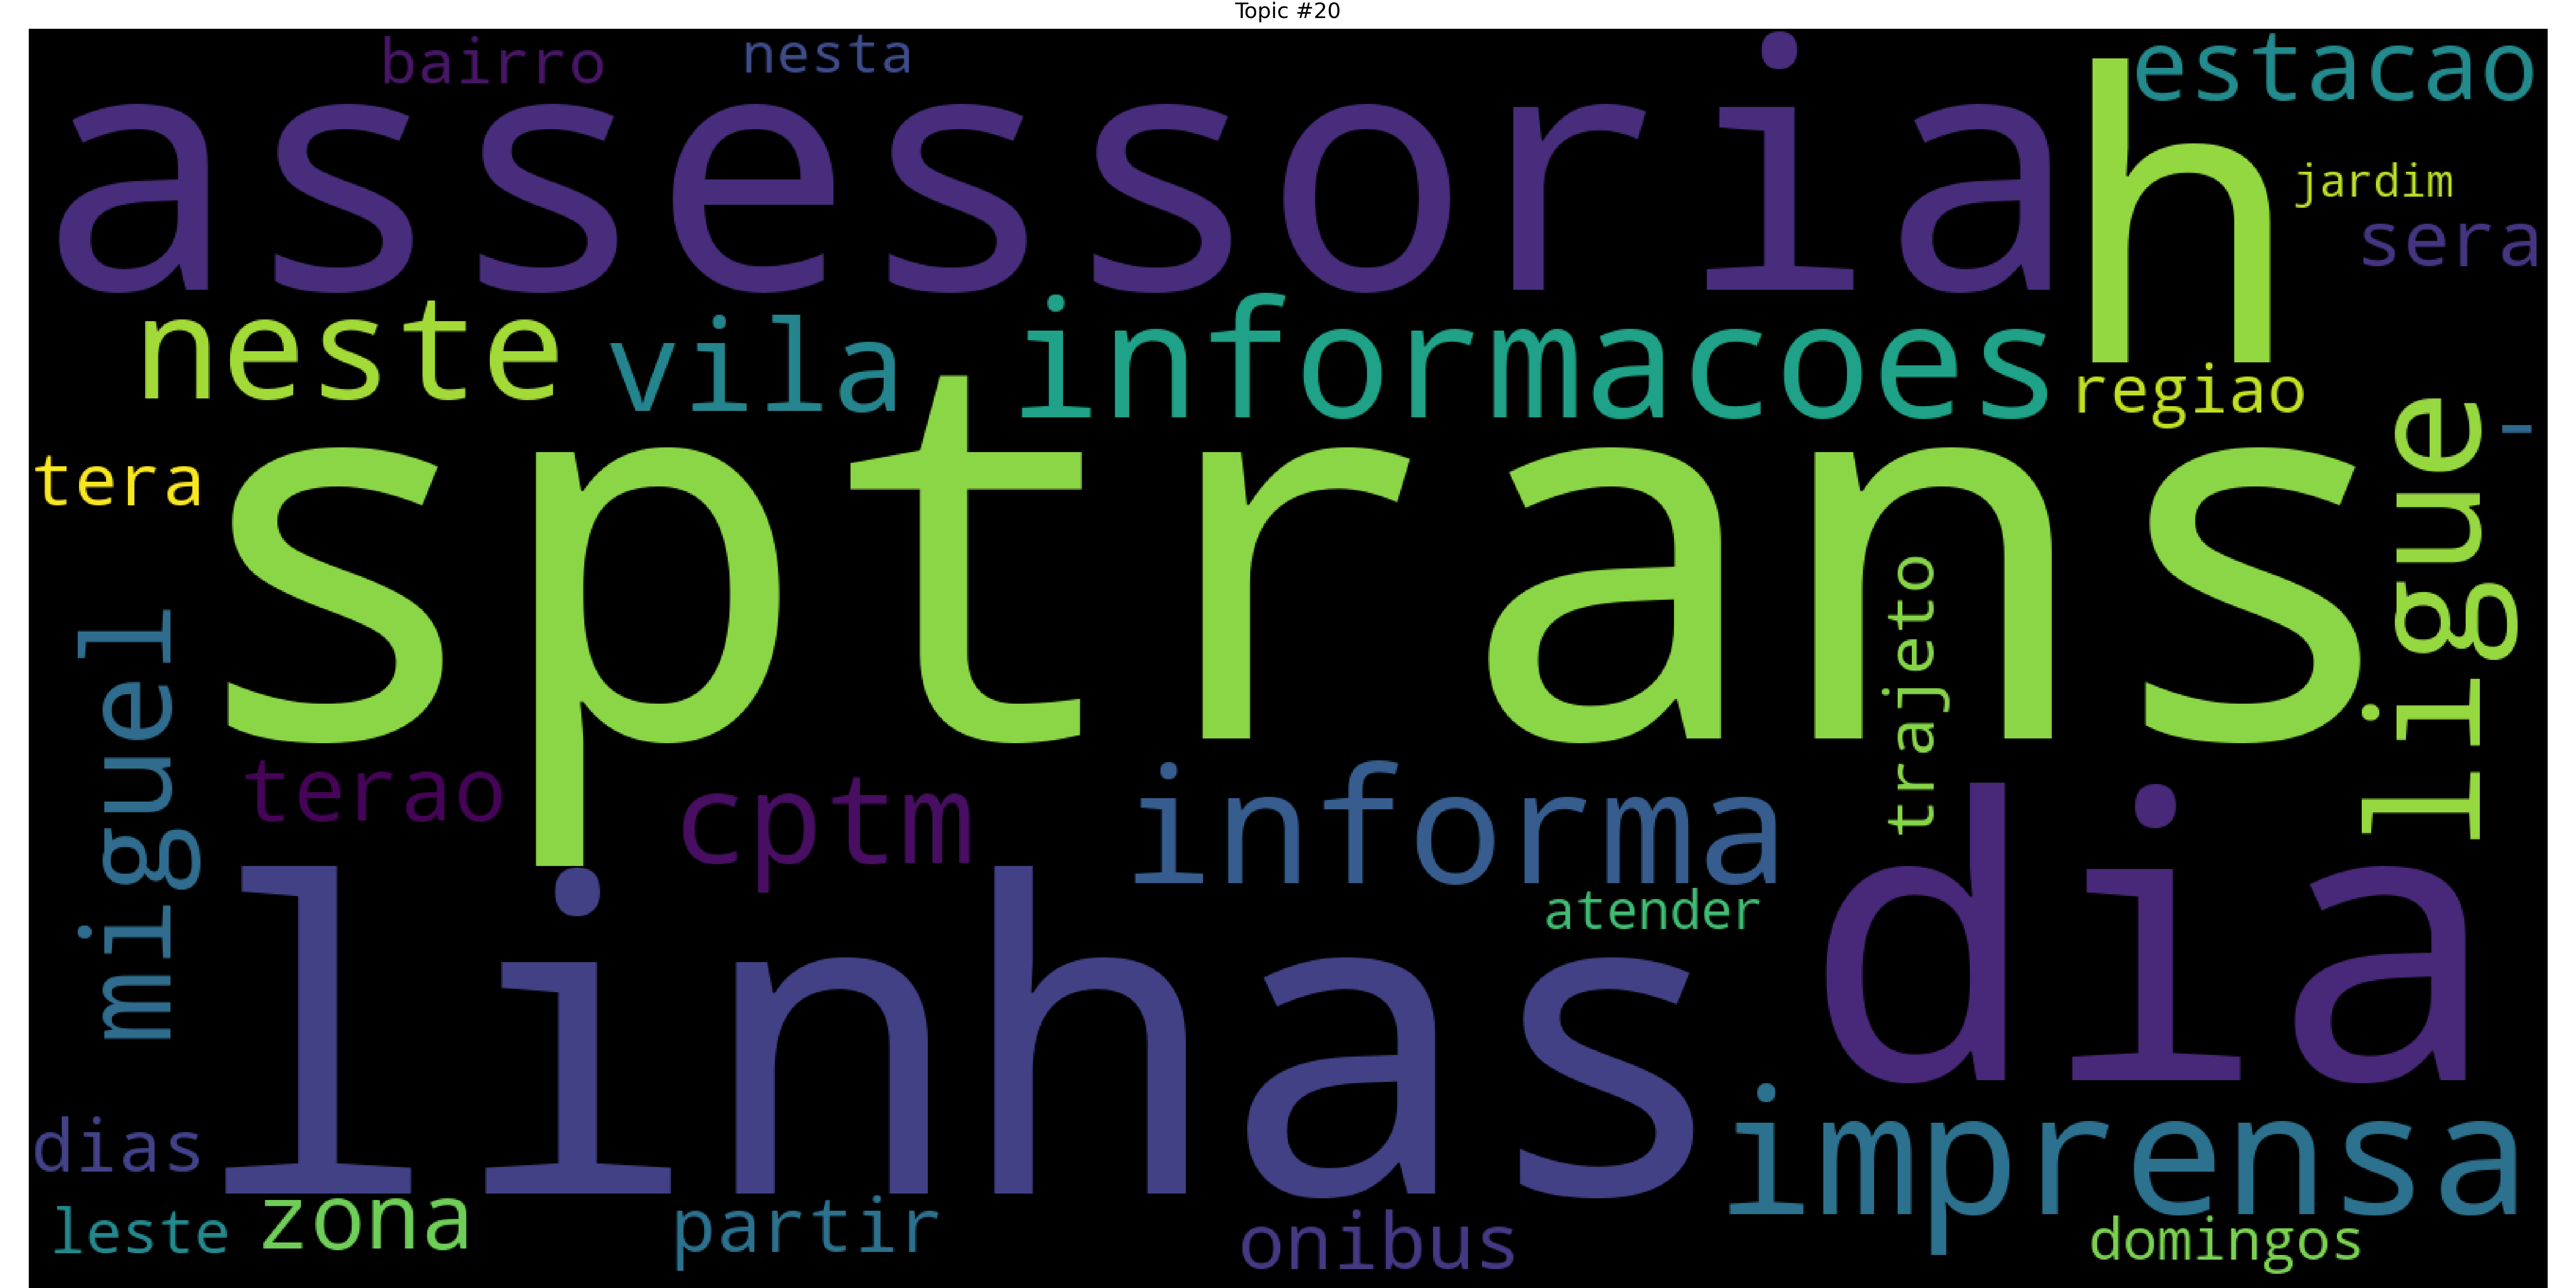 Topic #20
bairro nesta estacao
assessoria h
jardim
sera
neste vila informacoes
regiao
-
tera
sptrans
ligue
trajeto
miguel
terao cptm informa
atender
linhas dia
dias
imprensa
leste zona partir onibus domingos